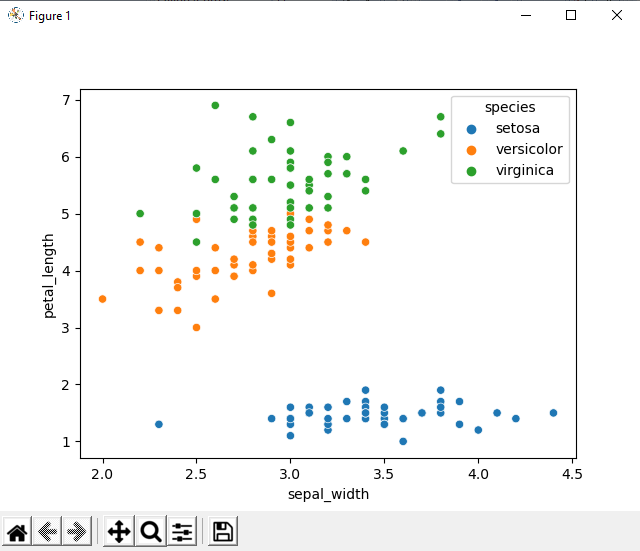 Figure 1
species
setosa
versicolor
virginica
7
6
5
4
3
2
1
petal_length
2.0 2.5 3.0 3.5 4.0 4.5
sepal_width